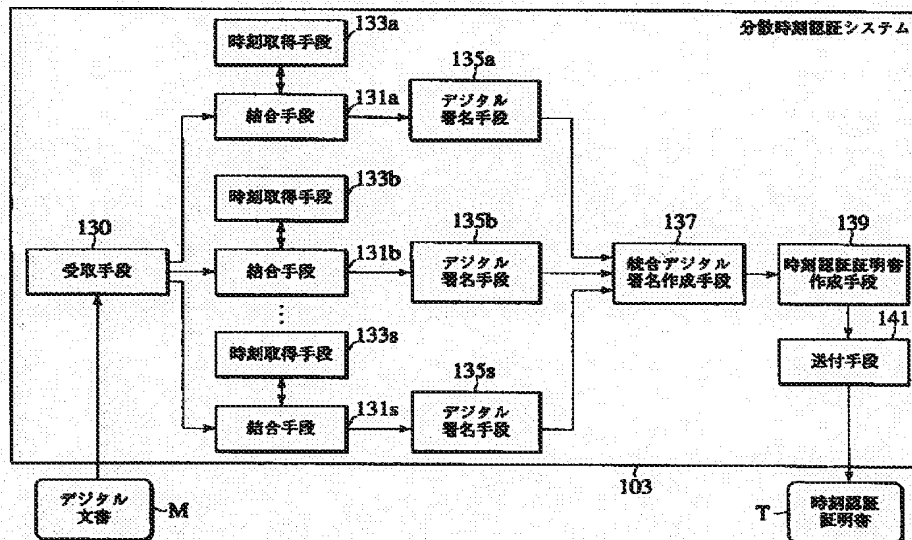 分散時刻認証システム
133a
時刻取得手段
135a
131a
結合手段
デジタル
署名手段
133b
時刻取得手段
130
135b
137
139
131b
受取手段
結合手段
デジタル
署名手段
統合デジタル
署名作成手段
時刻認証証明書
作成手段
133s
141
時刻取得手段
送付手段
135s
131s
結合手段
デジタル
署名手段
103
デジタル
文書
M
T
時刻認証
証明書